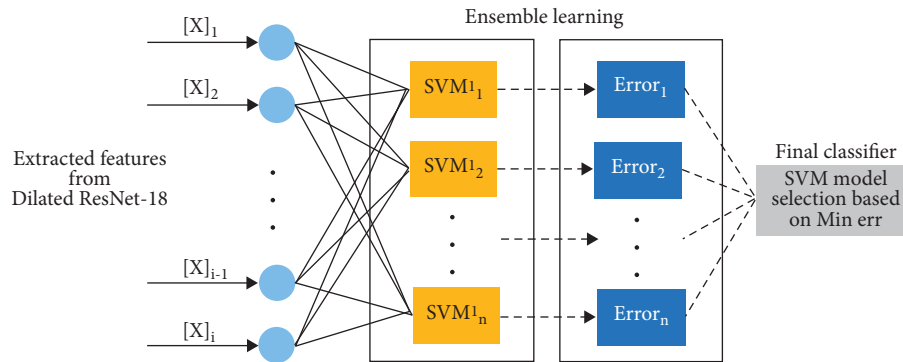 Ensemble learning
[X]₁
[X]₂
[X]ᵢ₋₁
[X]ᵢ
Extracted features
from
Dilated ResNet-18
SVM¹₁
SVM¹₂
SVM¹ₙ
Error₁
Error₂
Errorₙ
Final classifier
SVM model
selection based
on Min err